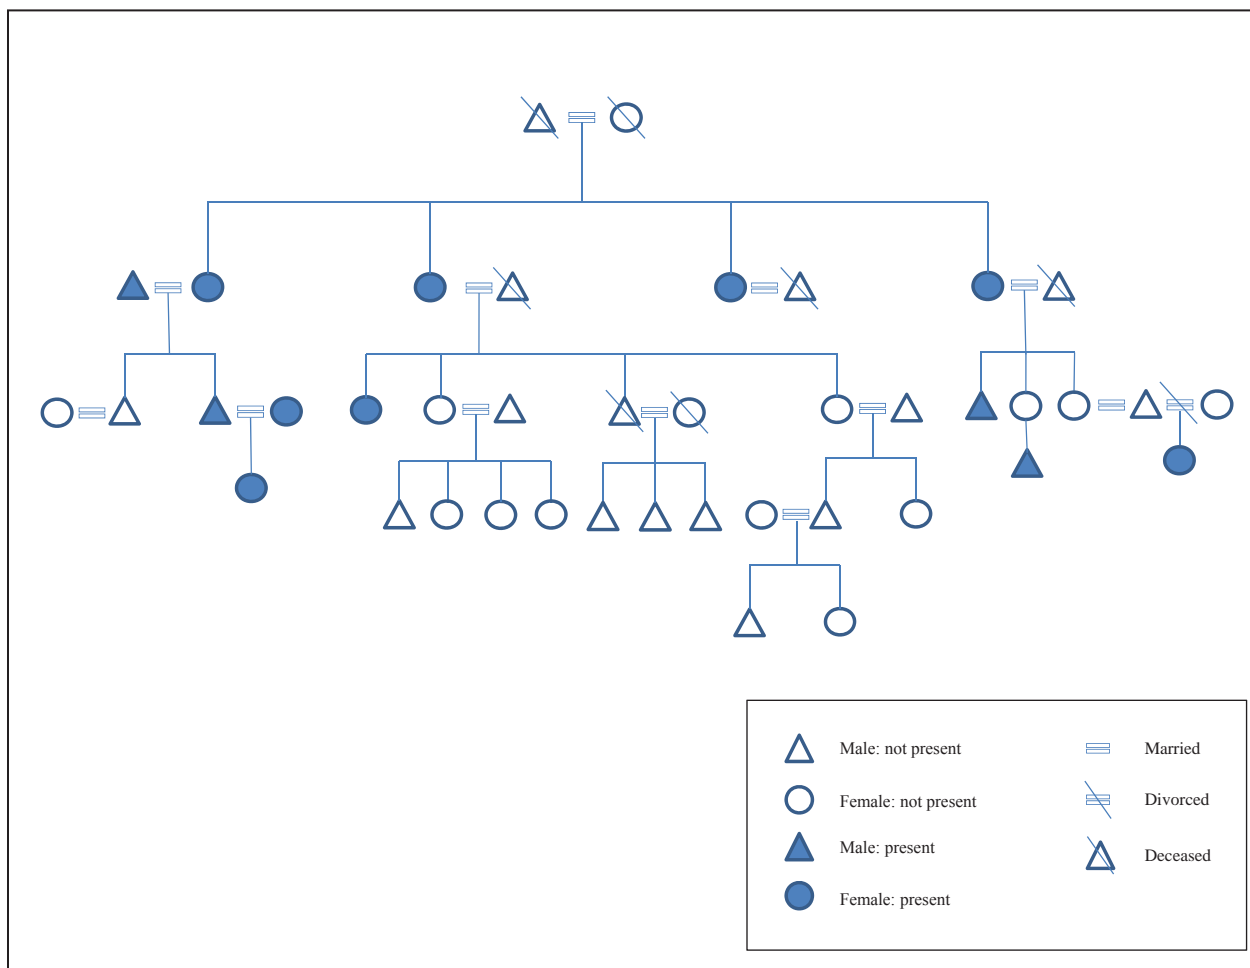 Male: not present
Married
Female: not present
Divorced
Male: present
Deceased
Female: present